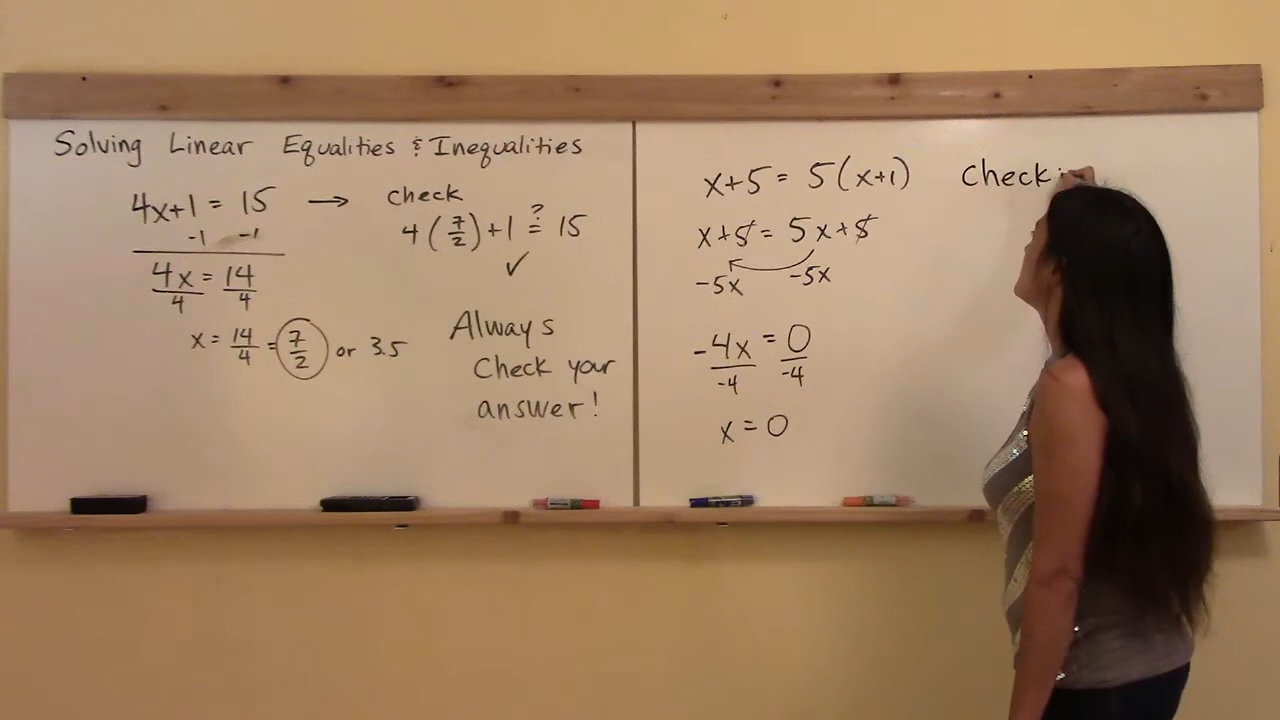 Solving Linear Equalities & Inequalities
4x+1 = 15 →
-1 -1
4x = 14
4 4
x = 14/4 = 7/2 or 3.5
check
4(7/2)+1 ?= 15
✓
Always
Check your
answer!
x+5 = 5(x+1)
x+5 = 5x+5
-5x -5x
-4x = 0
-4 -4
x = 0
Check: